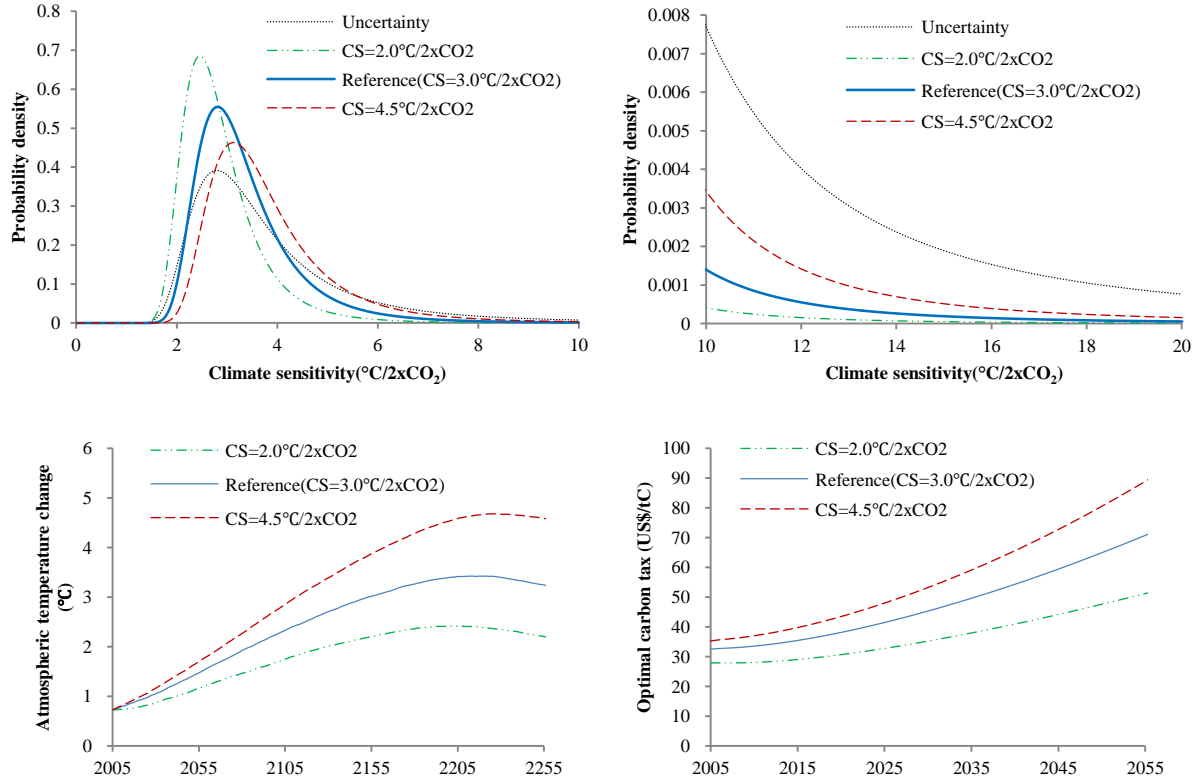 Probability density
0.8
0.7
0.6
0.5
0.4
0.3
0.2
0.1
0
Uncertainty
CS=2.0℃/2xCO2
Reference(CS=3.0℃/2xCO2)
CS=4.5℃/2xCO2
0 2 4 6 8 10
Climate sensitivity(°C/2xCO₂)
Probability density
0.008
0.007
0.006
0.005
0.004
0.003
0.002
0.001
0
Uncertainty
CS=2.0℃/2xCO2
Reference(CS=3.0℃/2xCO2)
CS=4.5℃/2xCO2
10 12 14 16 18 20
Climate sensitivity(°C/2xCO₂)
Atmospheric temperature change
(℃)
6
5
4
3
2
1
0
CS=2.0℃/2xCO2
Reference(CS=3.0℃/2xCO2)
CS=4.5℃/2xCO2
2005 2055 2105 2155 2205 2255
Optimal carbon tax (US$/tC)
100
90
80
70
60
50
40
30
20
10
0
CS=2.0℃/2xCO2
Reference(CS=3.0℃/2xCO2)
CS=4.5℃/2xCO2
2005 2015 2025 2035 2045 2055